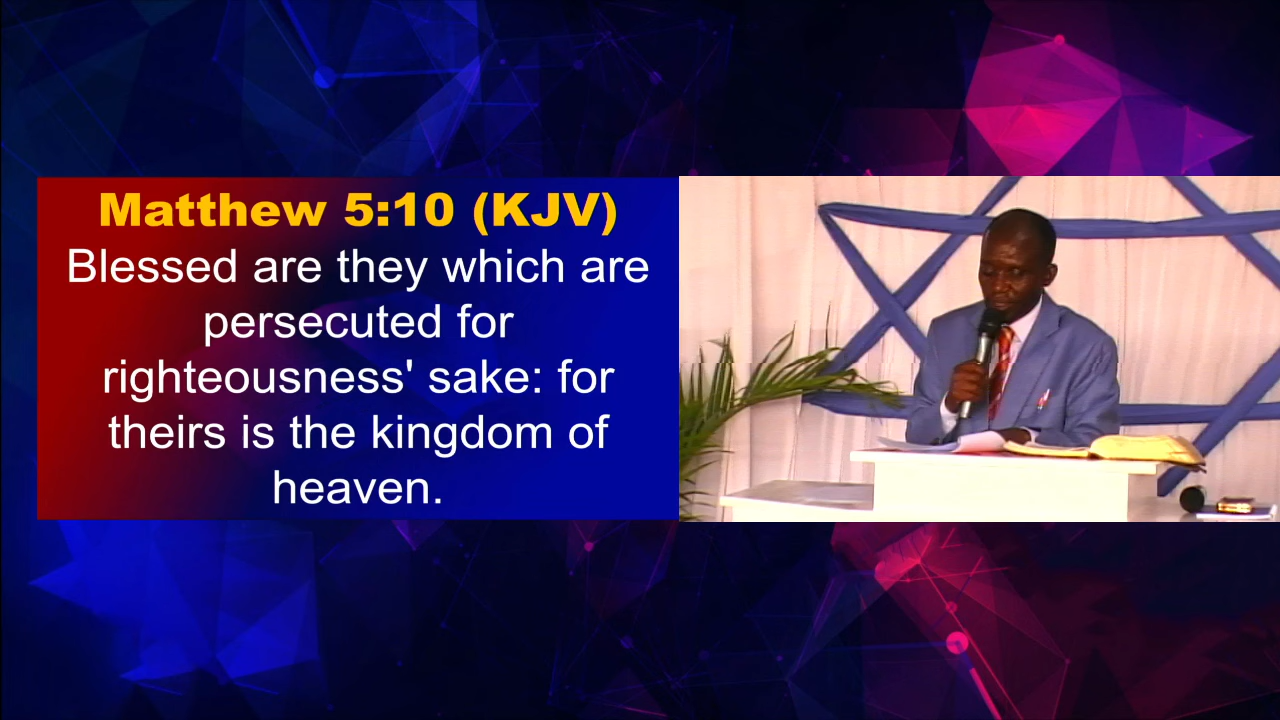 Matthew 5:10 (KJV)
Blessed are they which are
persecuted for
righteousness' sake: for
theirs is the kingdom of
heaven.